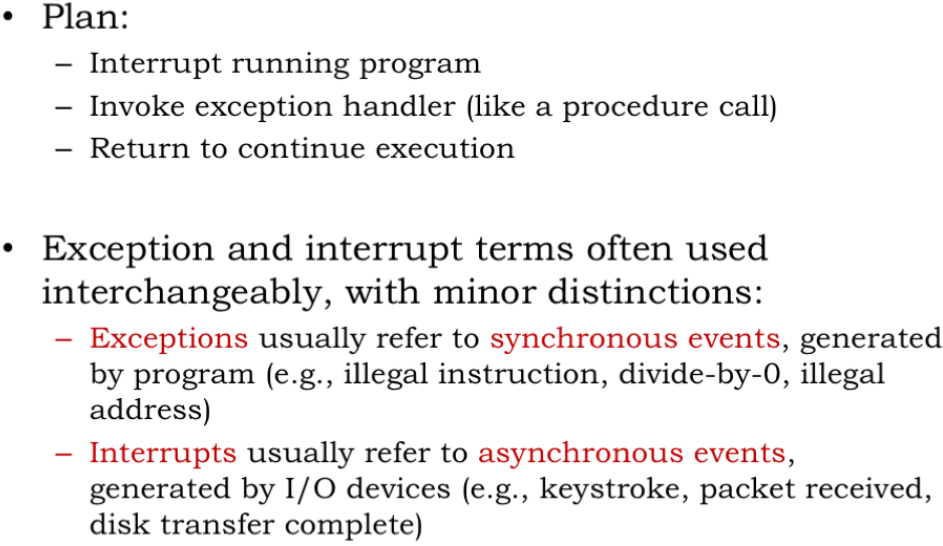 • Plan:
– Interrupt running program
– Invoke exception handler (like a procedure call)
– Return to continue execution
• Exception and interrupt terms often used
interchangeably, with minor distinctions:
– Exceptions usually refer to synchronous events, generated
by program (e.g., illegal instruction, divide-by-0, illegal
address)
– Interrupts usually refer to asynchronous events,
generated by I/O devices (e.g., keystroke, packet received,
disk transfer complete)